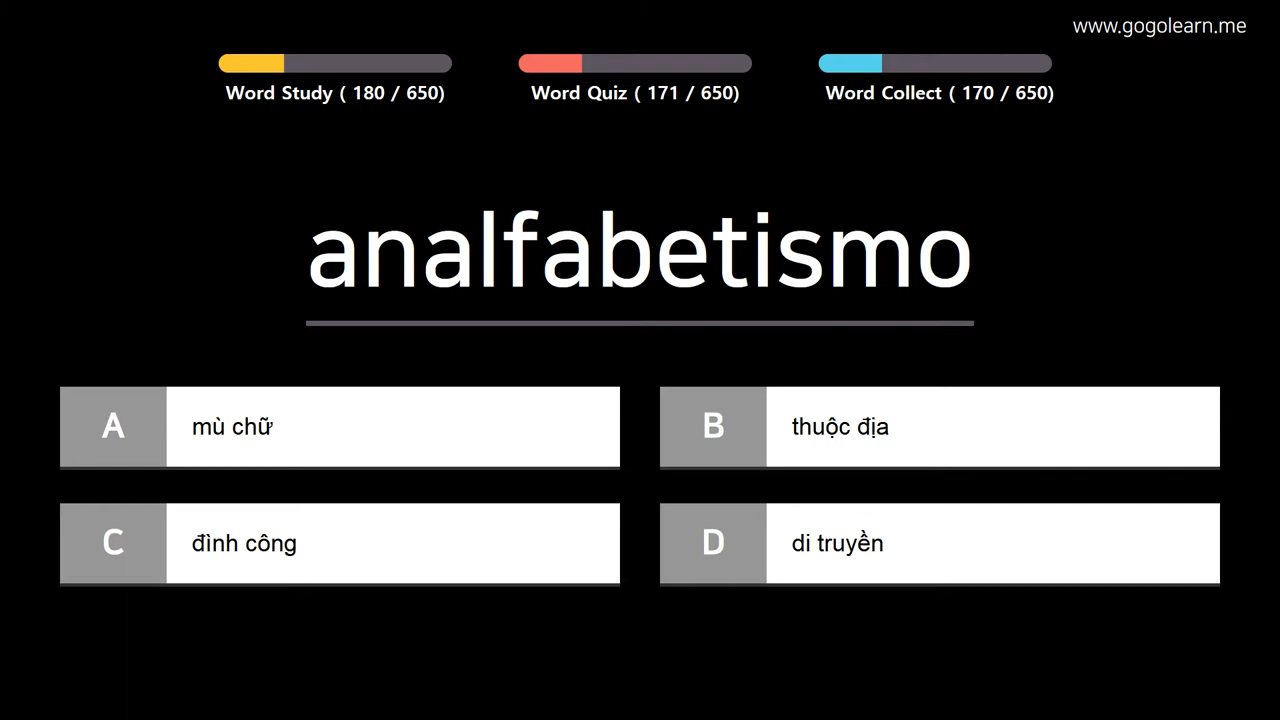 www.gogolearn.me
Word Study ( 180 / 650)
Word Quiz ( 171 / 650)
Word Collect ( 170 / 650)
analfabetismo
A
mù chữ
B
thuộc địa
C
đình công
D
di truyền